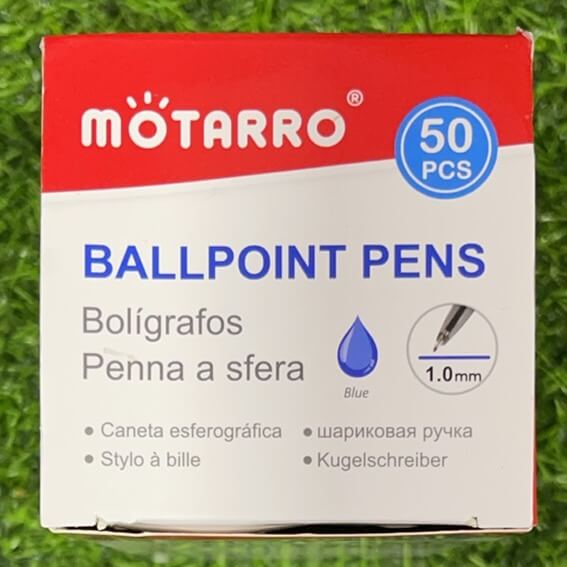 MOTARRO®
50
PCS
BALLPOINT PENS
Bolígrafos
Penna a sfera
Blue
1.0mm
• Caneta esferográfica
• шариковая ручка
• Stylo à bille
• Kugelschreiber